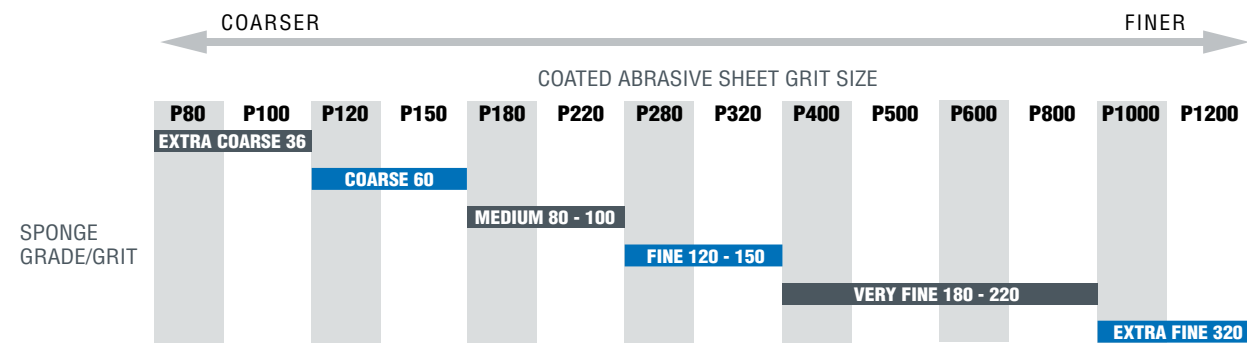 COARSER FINER
COATED ABRASIVE SHEET GRIT SIZE
P80 P100 P120 P150 P180 P220 P280 P320 P400 P500 P600 P800 P1000 P1200
EXTRA COARSE 36
COARSE 60
MEDIUM 80 - 100
SPONGE
GRADE/GRIT
FINE 120 - 150
VERY FINE 180 - 220
EXTRA FINE 320